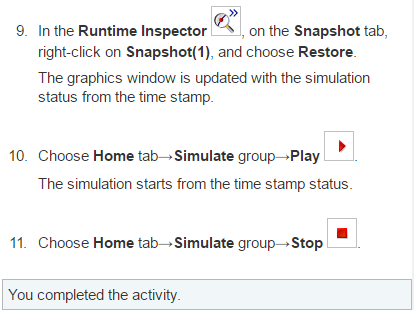 9. In the Runtime Inspector , on the Snapshot tab,
right-click on Snapshot(1), and choose Restore.
The graphics window is updated with the simulation
status from the time stamp.
10. Choose Home tab→Simulate group→Play .
The simulation starts from the time stamp status.
11. Choose Home tab→Simulate group→Stop .
You completed the activity.